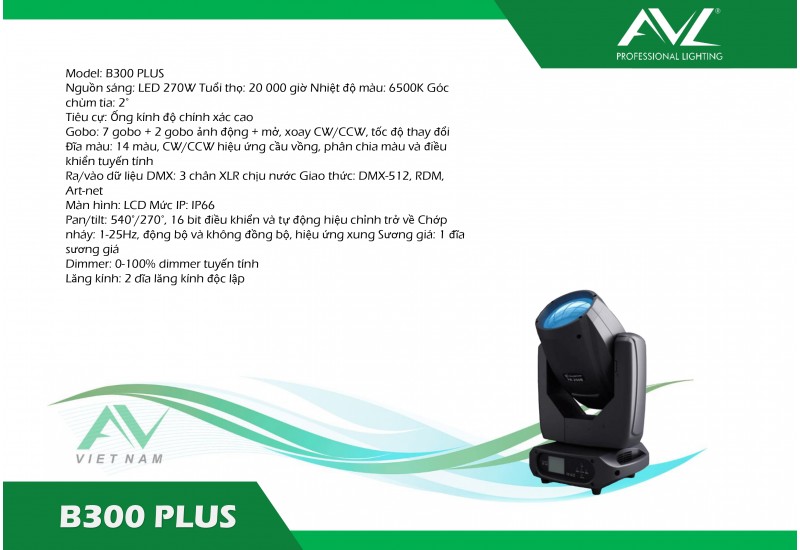 AVL®
PROFESSIONAL LIGHTING
Model: B300 PLUS
Nguồn sáng: LED 270W Tuổi thọ: 20 000 giờ Nhiệt độ màu: 6500K Góc
chùm tia: 2°
Tiêu cự: Ống kính độ chính xác cao
Gobo: 7 gobo + 2 gobo ảnh động + mở, xoay CW/CCW, tốc độ thay đổi
Đĩa màu: 14 màu, CW/CCW hiệu ứng cầu vồng, phân chia màu và điều
khiển tuyến tính
Ra/vào dữ liệu DMX: 3 chân XLR chịu nước Giao thức: DMX-512, RDM,
Art-net
Màn hình: LCD Mức IP: IP66
Pan/tilt: 540°/270°, 16 bit điều khiển và tự động hiệu chỉnh trở về Chớp
nháy: 1-25Hz, động bộ và không đồng bộ, hiệu ứng xung Sương giá: 1 đĩa
sương giá
Dimmer: 0-100% dimmer tuyến tính
Lăng kính: 2 đĩa lăng kính độc lập
AV
VIETNAM
B300 PLUS